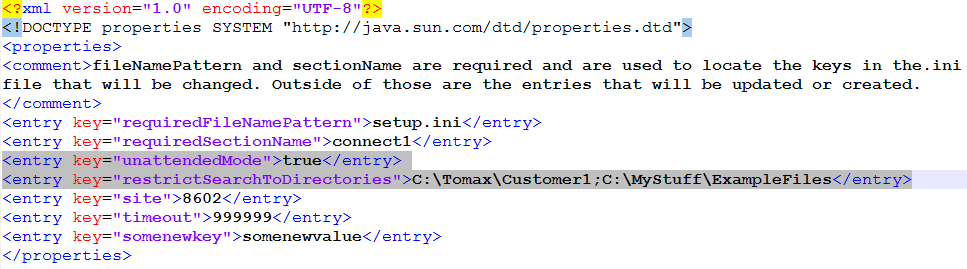 <?xml version="1.0" encoding="UTF-8"?>
<!DOCTYPE properties SYSTEM "http://java.sun.com/dtd/properties.dtd">
<properties>
<comment>fileNamePattern and sectionName are required and are used to locate the keys in the.ini
file that will be changed. Outside of those are the entries that will be updated or created.
</comment>
<entry key="requiredFileNamePattern">setup.ini</entry>
<entry key="requiredSectionName">connect1</entry>
<entry key="unattendedMode">true</entry>
<entry key="restrictSearchToDirectories">C:\Tomax\Customer1;C:\MyStuff\ExampleFiles</entry>
<entry key="site">8602</entry>
<entry key="timeout">999999</entry>
<entry key="somenewkey">somenewvalue</entry>
</properties>